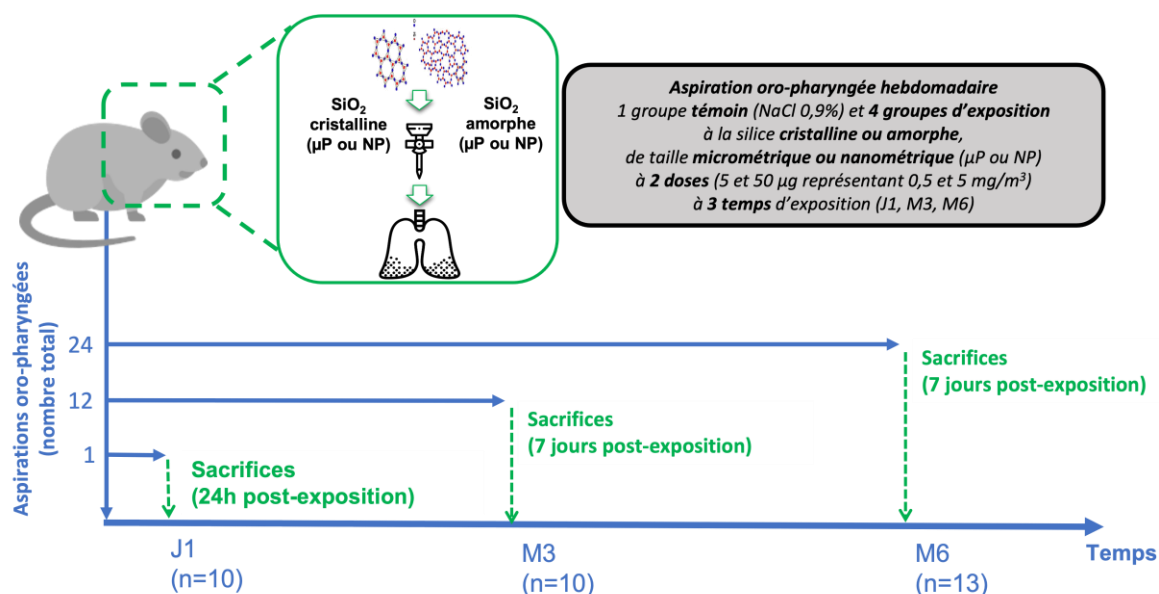 SiO2
cristalline
(µP ou NP)
SiO2
amorphe
(µP ou NP)
Aspiration oro-pharyngée hebdomadaire
1 groupe témoin (NaCl 0,9%) et 4 groupes d’exposition
à la silice cristalline ou amorphe,
de taille micrométrique ou nanométrique (µP ou NP)
à 2 doses (5 et 50 µg représentant 0,5 et 5 mg/m³)
à 3 temps d’exposition (J1, M3, M6)
Aspirations oro-pharyngées
(nombre total)
24
12
1
Sacrifices
(24h post-exposition)
Sacrifices
(7 jours post-exposition)
Sacrifices
(7 jours post-exposition)
J1
(n=10)
M3
(n=10)
M6
(n=13)
Temps